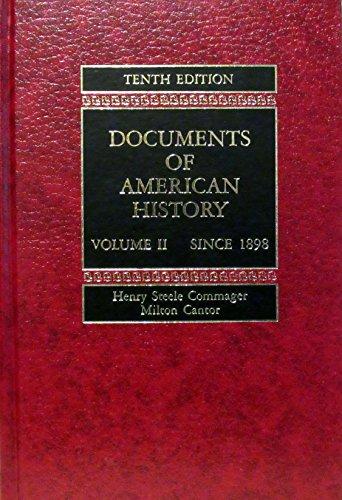 TENTH EDITION
DOCUMENTS
OF
AMERICAN
HISTORY
VOLUME II SINCE 1898
Henry Steele Commager
Milton Cantor